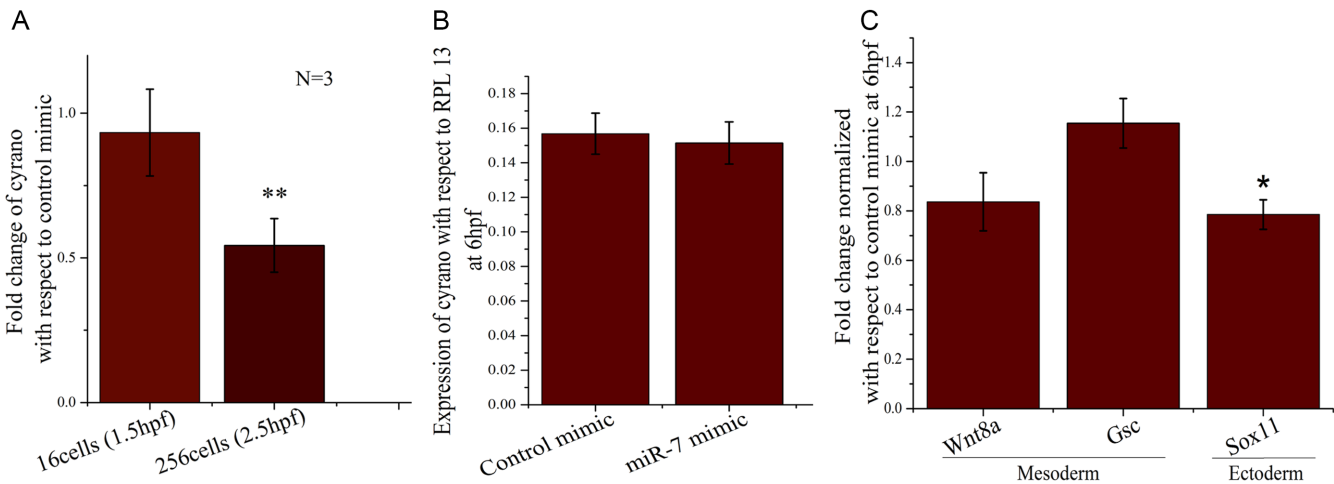 A
Fold change of cyrano
with respect to control mimic
1.0
0.5
0.0
N=3
**
16cells (1.5hpf)
256cells (2.5hpf)
B
Expression of cyrano with respect to RPL 13
at 6hpf
0.18
0.16
0.14
0.12
0.10
0.08
0.06
0.04
0.02
0.00
Control mimic
miR-7 mimic
C
Fold change normalized
with respect to control mimic at 6hpf
1.4
1.2
1.0
0.8
0.6
0.4
0.2
0.0
*
Wnt8a
Gsc
Sox11
Mesoderm
Ectoderm